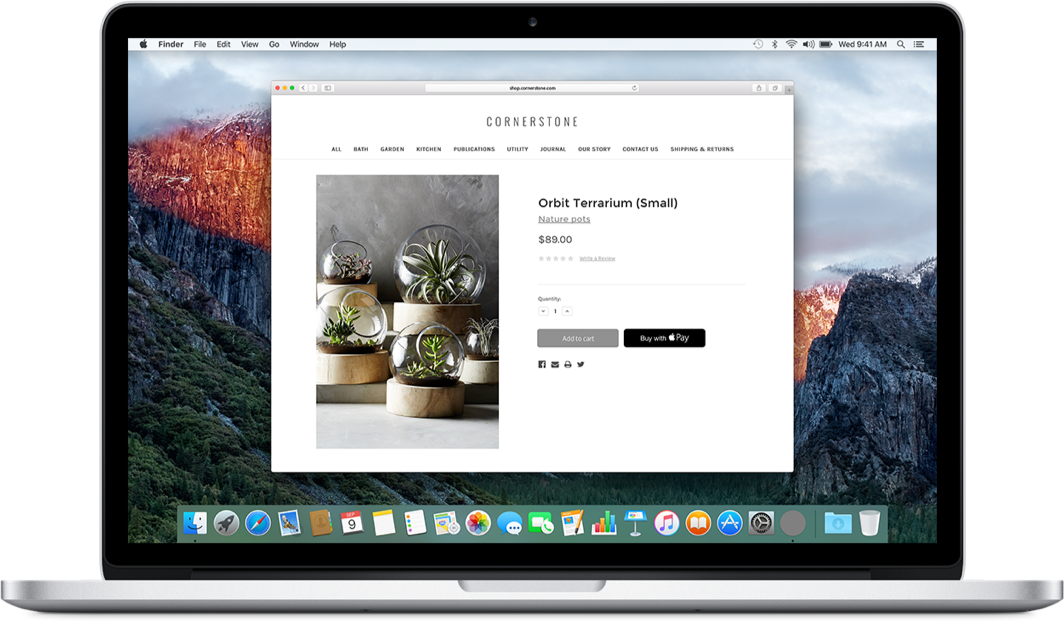 Finder File Edit View Go Window Help Wed 9:41 AM
shop.cornerstone.com
CORNERSTONE
ALL BATH GARDEN KITCHEN PUBLICATIONS UTILITY JOURNAL OUR STORY CONTACT US SHIPPING & RETURNS
Orbit Terrarium (Small)
Nature pots
$89.00
Write a Review
Quantity:
1
Add to cart
Buy with Pay
SEP
9